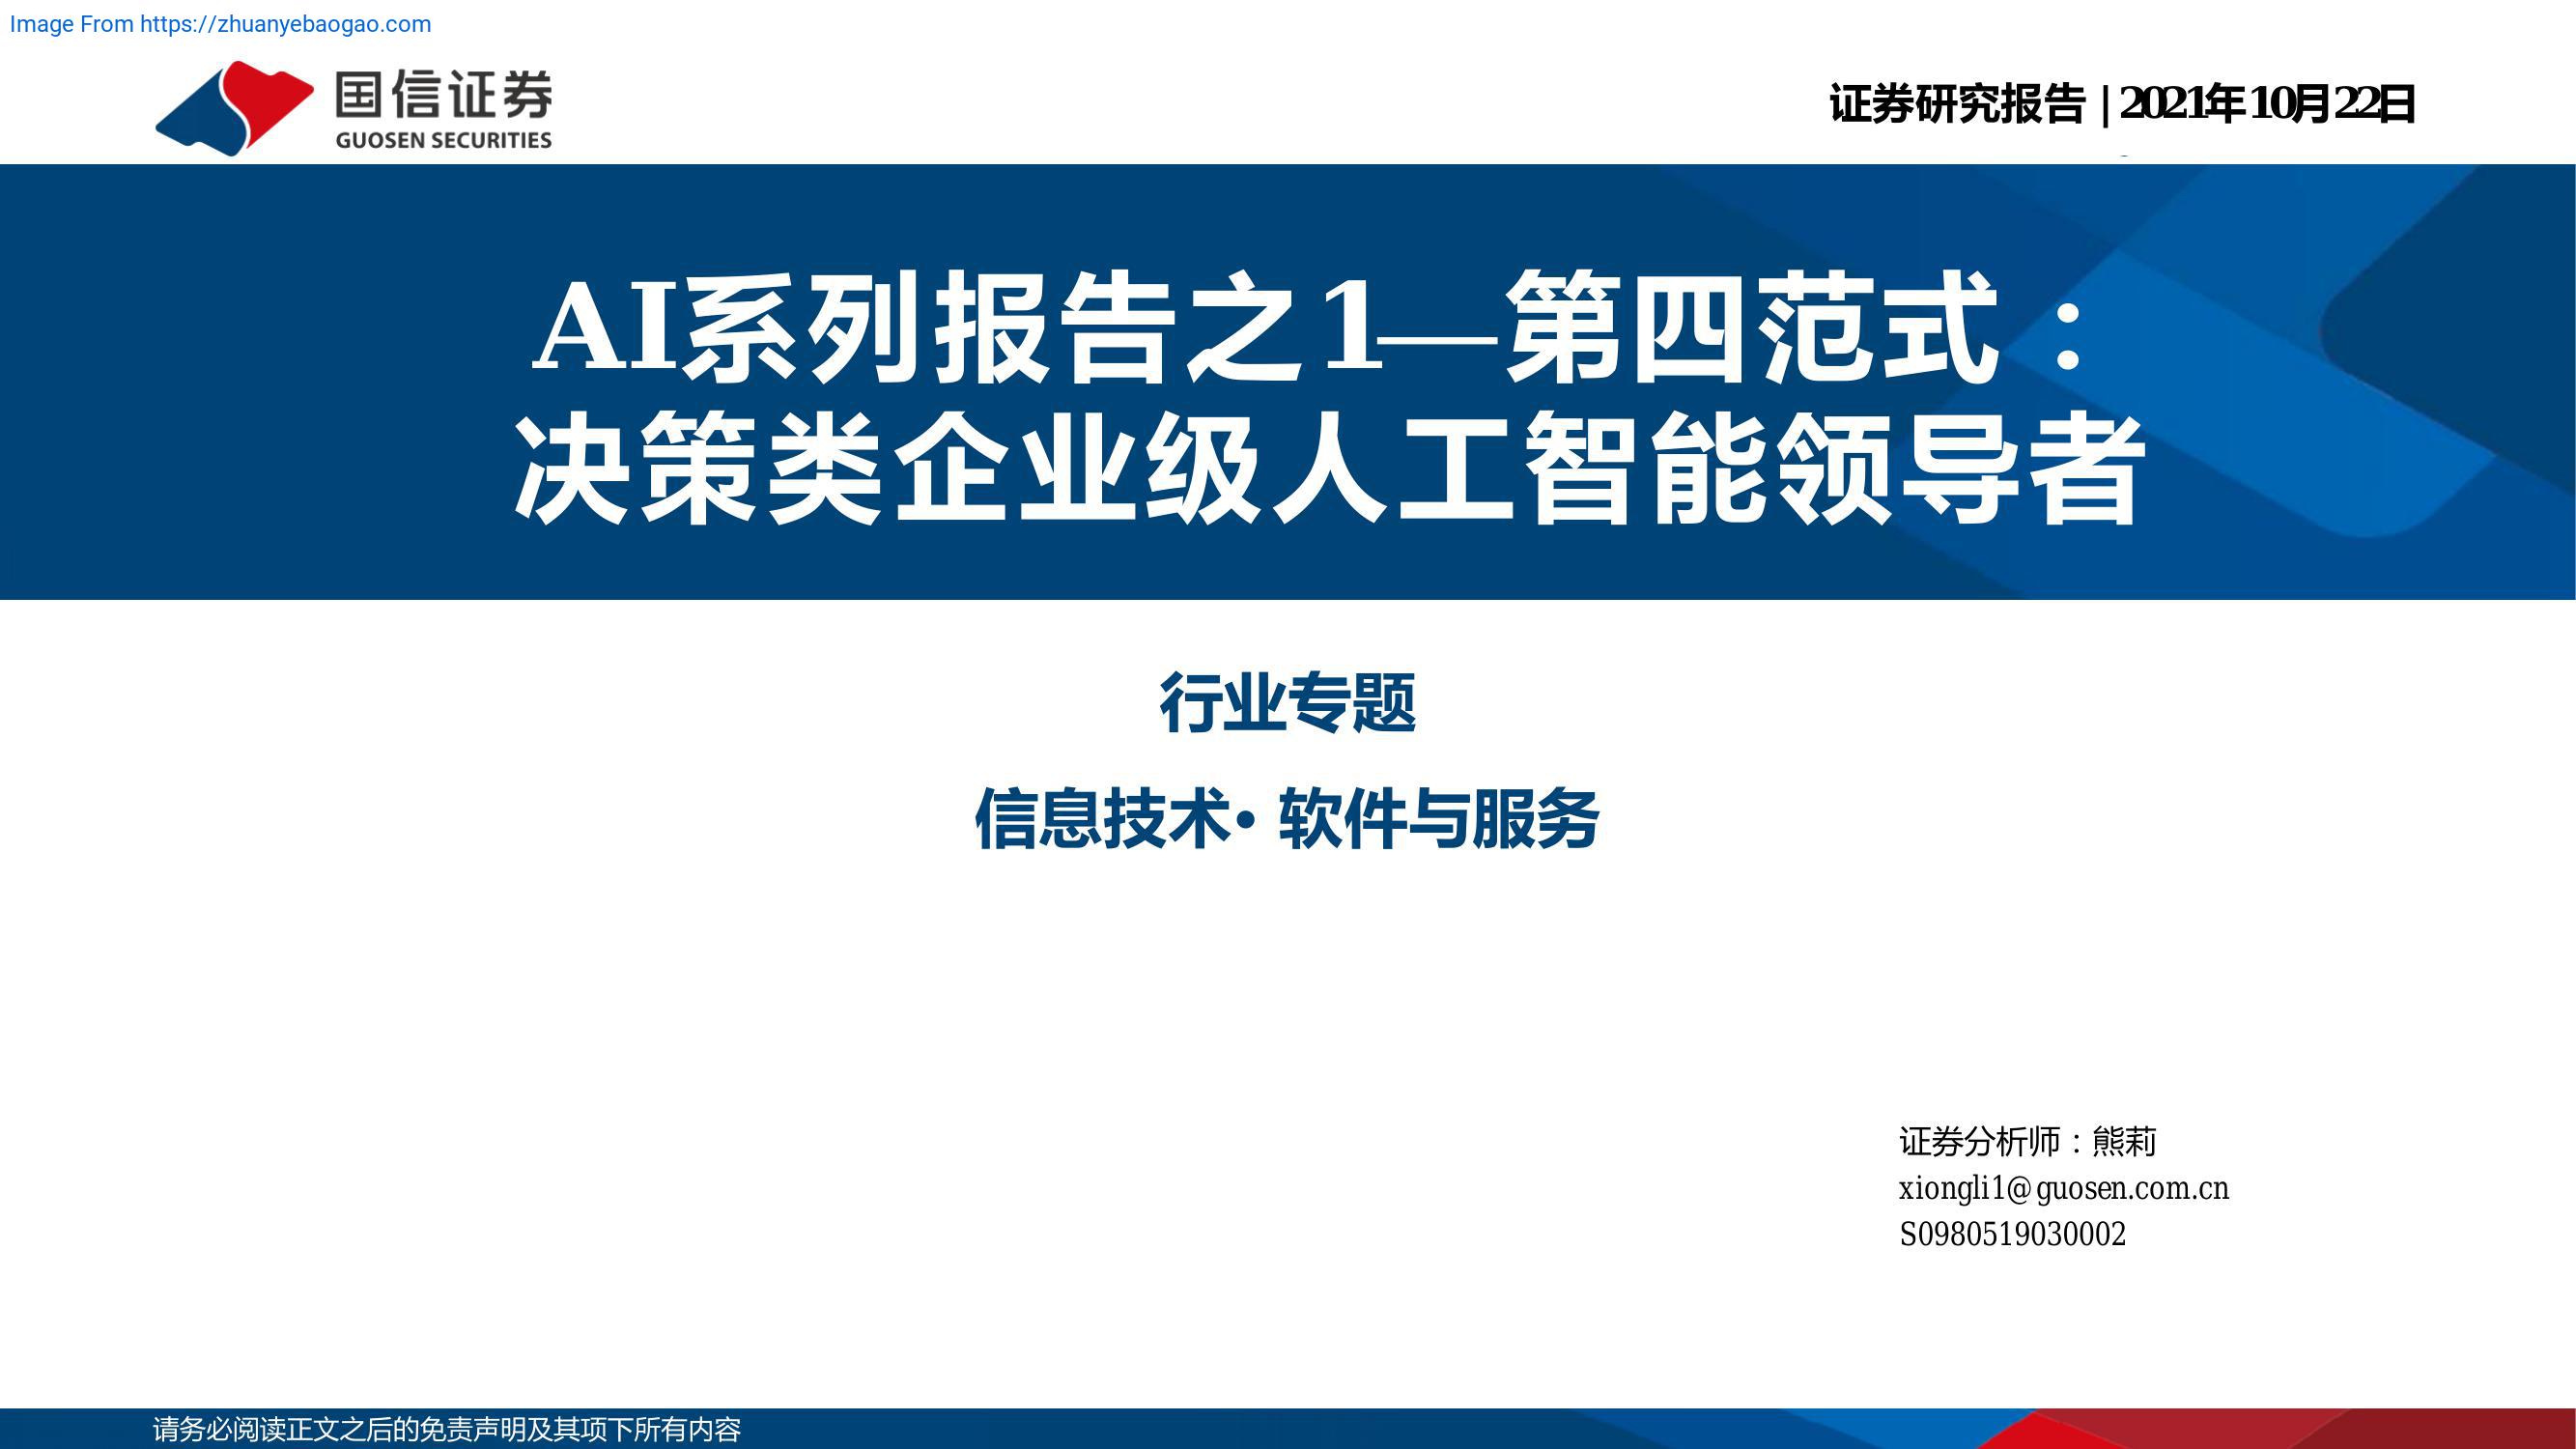 Image From https://zhuanyebaogao.com
国信证券
GUOSEN SECURITIES
证券研究报告 | 2021年10月22日
AI系列报告之1—第四范式：
决策类企业级人工智能领导者
行业专题
信息技术• 软件与服务
证券分析师：熊莉
xiongli1@guosen.com.cn
S0980519030002
请务必阅读正文之后的免责声明及其项下所有内容